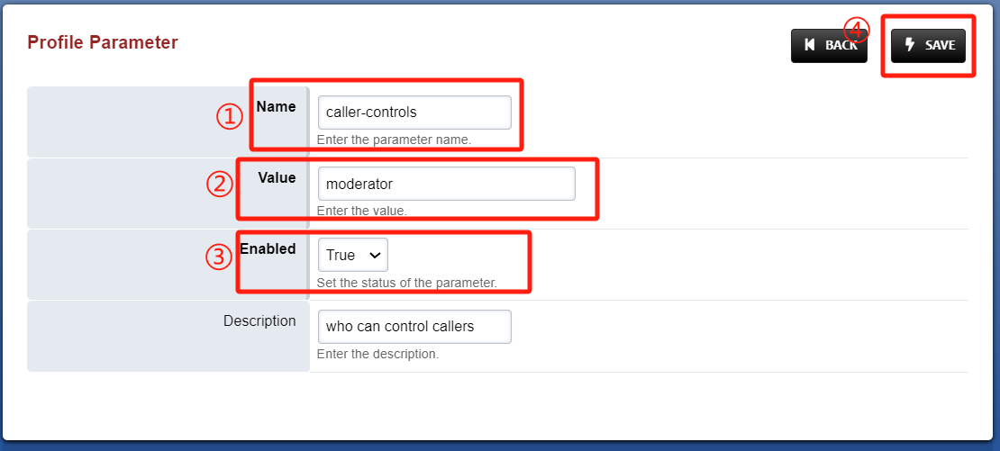 Profile Parameter
④
BACK
SAVE
① Name caller-controls
Enter the parameter name.
② Value moderator
Enter the value.
③ Enabled True
Set the status of the parameter.
Description who can control callers
Enter the description.